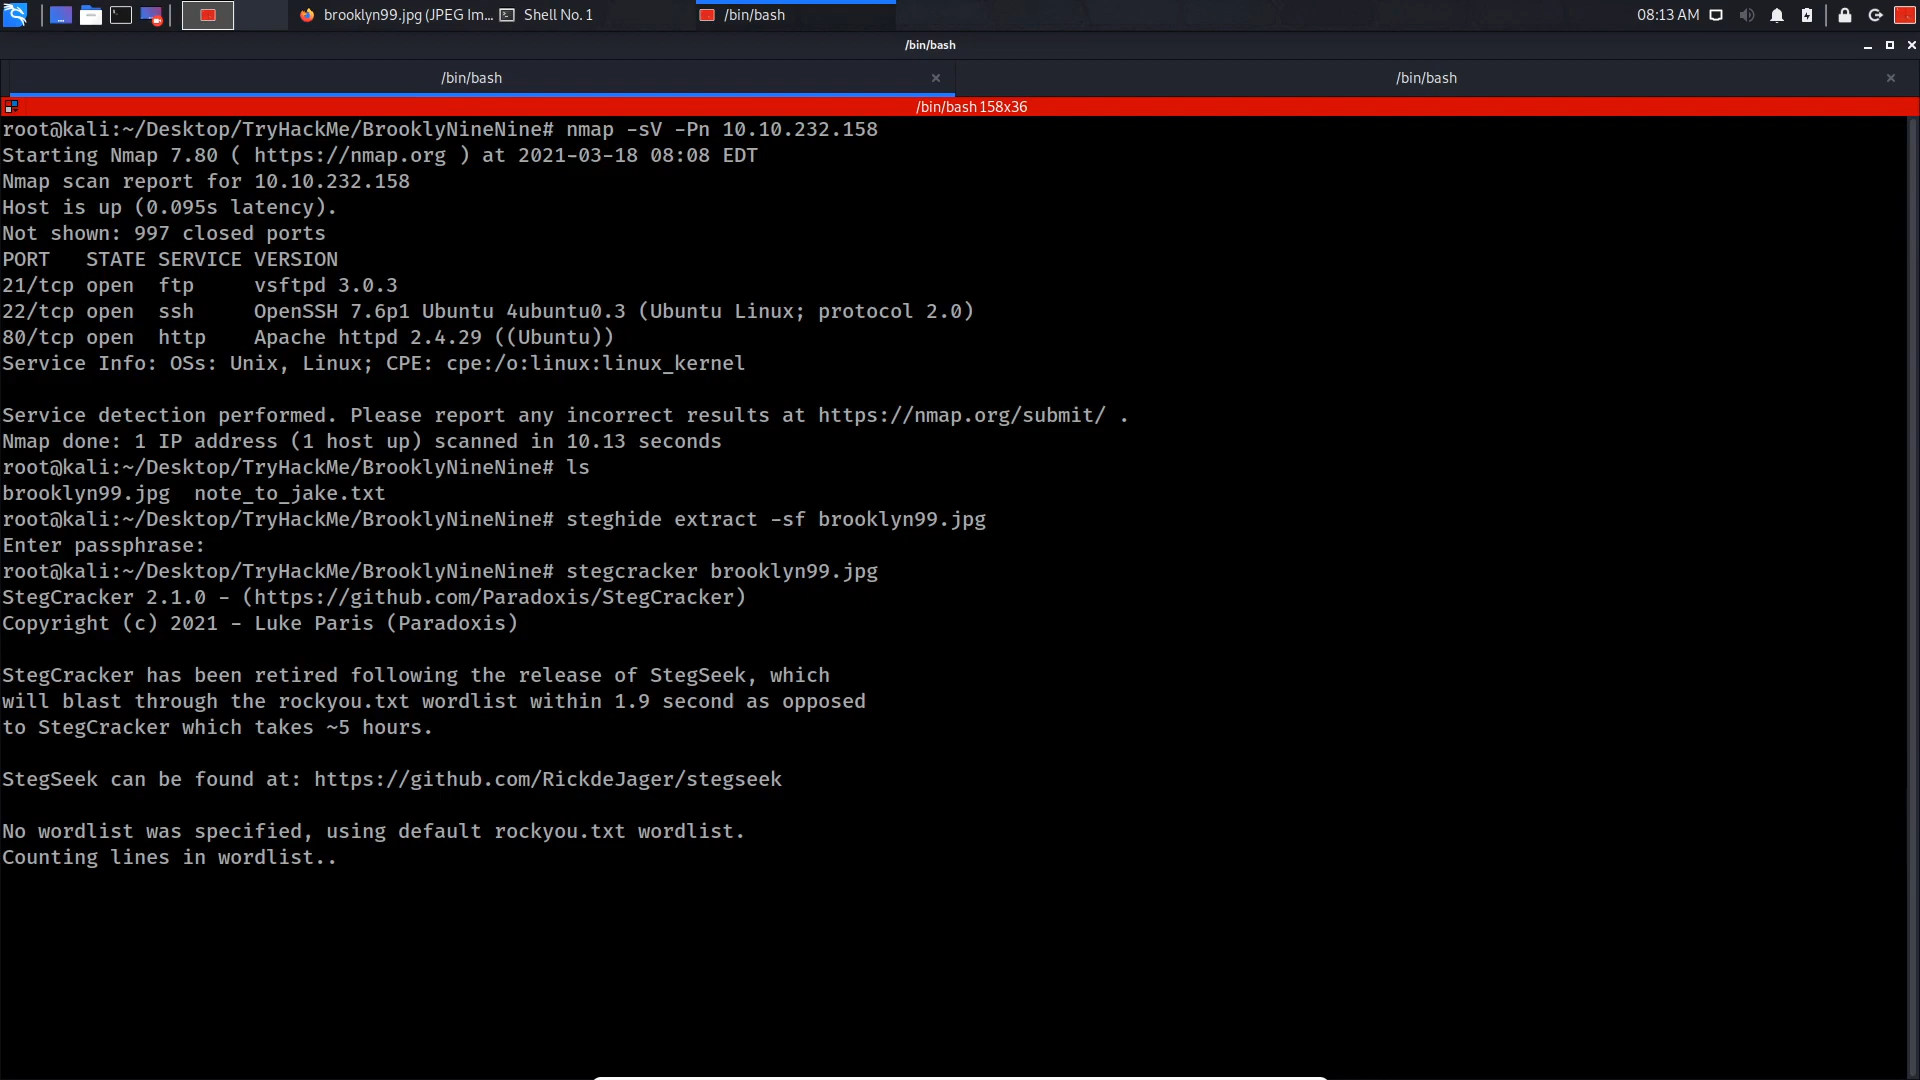 brooklyn99.jpg (JPEG Im...
Shell No. 1
/bin/bash
08:13 AM
/bin/bash
/bin/bash
/bin/bash
/bin/bash 158x36
root@kali:~/Desktop/TryHackMe/BrooklyNineNine# nmap -sV -Pn 10.10.232.158
Starting Nmap 7.80 ( https://nmap.org ) at 2021-03-18 08:08 EDT
Nmap scan report for 10.10.232.158
Host is up (0.095s latency).
Not shown: 997 closed ports
PORT   STATE SERVICE VERSION
21/tcp open  ftp     vsftpd 3.0.3
22/tcp open  ssh     OpenSSH 7.6p1 Ubuntu 4ubuntu0.3 (Ubuntu Linux; protocol 2.0)
80/tcp open  http    Apache httpd 2.4.29 ((Ubuntu))
Service Info: OSs: Unix, Linux; CPE: cpe:/o:linux:linux_kernel
Service detection performed. Please report any incorrect results at https://nmap.org/submit/ .
Nmap done: 1 IP address (1 host up) scanned in 10.13 seconds
root@kali:~/Desktop/TryHackMe/BrooklyNineNine# ls
brooklyn99.jpg  note_to_jake.txt
root@kali:~/Desktop/TryHackMe/BrooklyNineNine# steghide extract -sf brooklyn99.jpg
Enter passphrase:
root@kali:~/Desktop/TryHackMe/BrooklyNineNine# stegcracker brooklyn99.jpg
StegCracker 2.1.0 - (https://github.com/Paradoxis/StegCracker)
Copyright (c) 2021 - Luke Paris (Paradoxis)
StegCracker has been retired following the release of StegSeek, which
will blast through the rockyou.txt wordlist within 1.9 second as opposed
to StegCracker which takes ~5 hours.
StegSeek can be found at: https://github.com/RickdeJager/stegseek
No wordlist was specified, using default rockyou.txt wordlist.
Counting lines in wordlist..